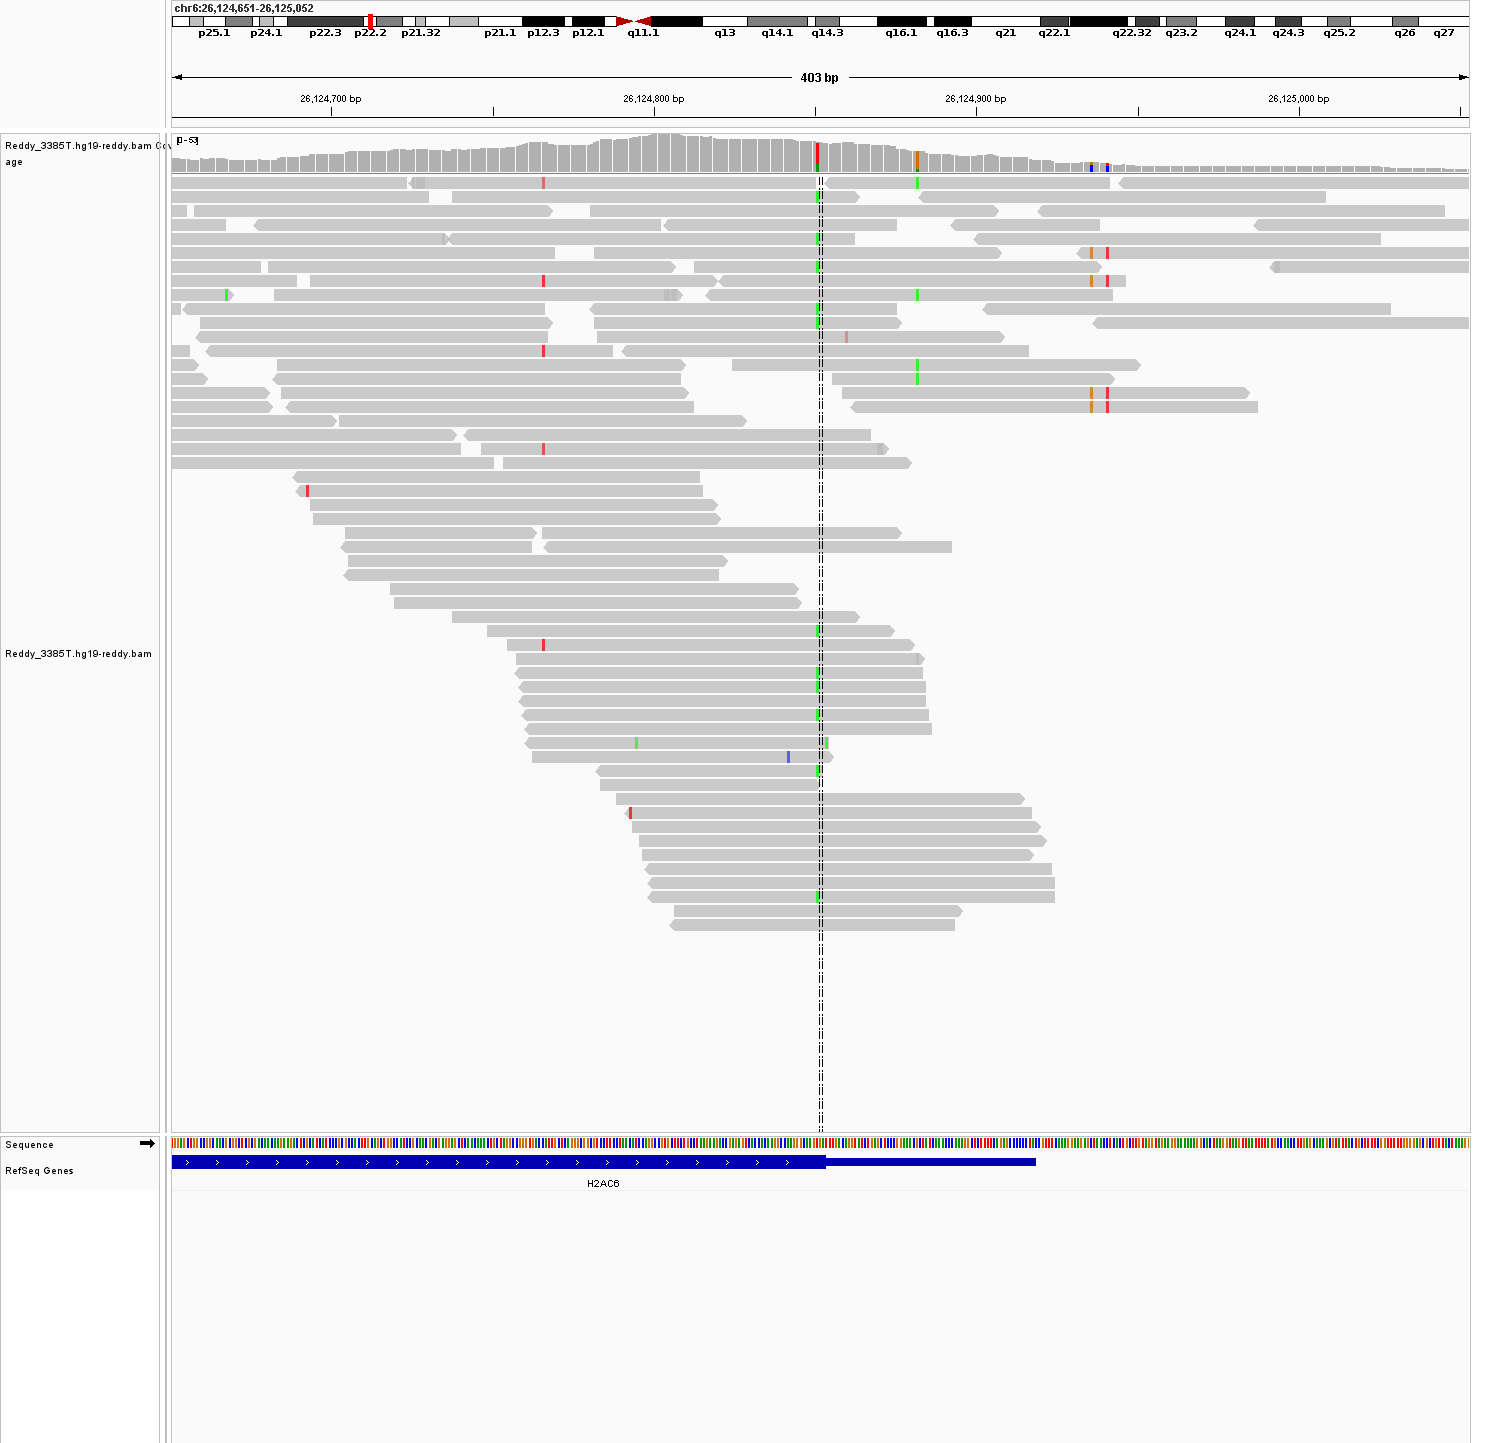 chr6:26,124,651-26,125,052
p25.1 p24.1 p22.3 p22.2 p21.32 p21.1 p12.3 p12.1 q11.1 q13 q14.1 q14.3 q16.1 q16.3 q21 q22.1 q22.32 q23.2 q24.1 q24.3 q25.2 q26 q27
403 bp
26,124,700 bp 26,124,800 bp 26,124,900 bp 26,125,000 bp
Reddy_3385T.hg19-reddy.bam Cov
age
Reddy_3385T.hg19-reddy.bam
Sequence
RefSeq Genes
H2AC6